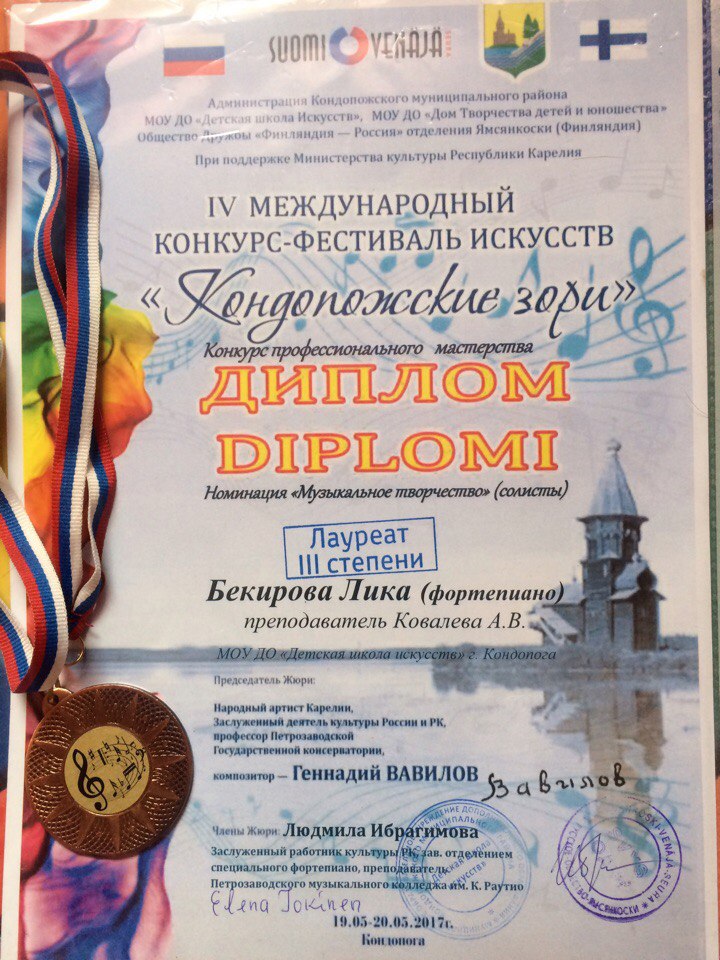 SUOMI VENÄJÄ
Администрация Кондопожского муниципального района
МОУ ДО «Детская школа Искусств», МОУ ДО «Дом Творчества детей и юношества»
Общество Дружбы «Финляндия — Россия» отделения Ямсянкоски (Финляндия)
При поддержке Министерства культуры Республики Карелия
IV МЕЖДУНАРОДНЫЙ
КОНКУРС-ФЕСТИВАЛЬ ИСКУССТВ
«Кондопожские зори»
Конкурс профессионального мастерства
ДИПЛОМ
DIPLOMI
Номинация «Музыкальное творчество» (солисты)
Лауреат
III степени
Бекирова Лика (фортепиано)
преподаватель Ковалева А.В.
МОУ ДО «Детская школа искусств» г. Кондопога
Председатель Жюри:
Народный артист Карелии,
Заслуженный деятель культуры России и РК,
профессор Петрозаводской
Государственной консерватории,
композитор — Геннадий ВАВИЛОВ
Вавилов
Члены Жюри: Людмила Ибрагимова
Заслуженный работник культуры РК, зав. отделением
специального фортепиано, преподаватель
Петрозаводского музыкального колледжа им. К. Раутио
Elena Tokinen
19.05-20.05.2017г.
Кондопога